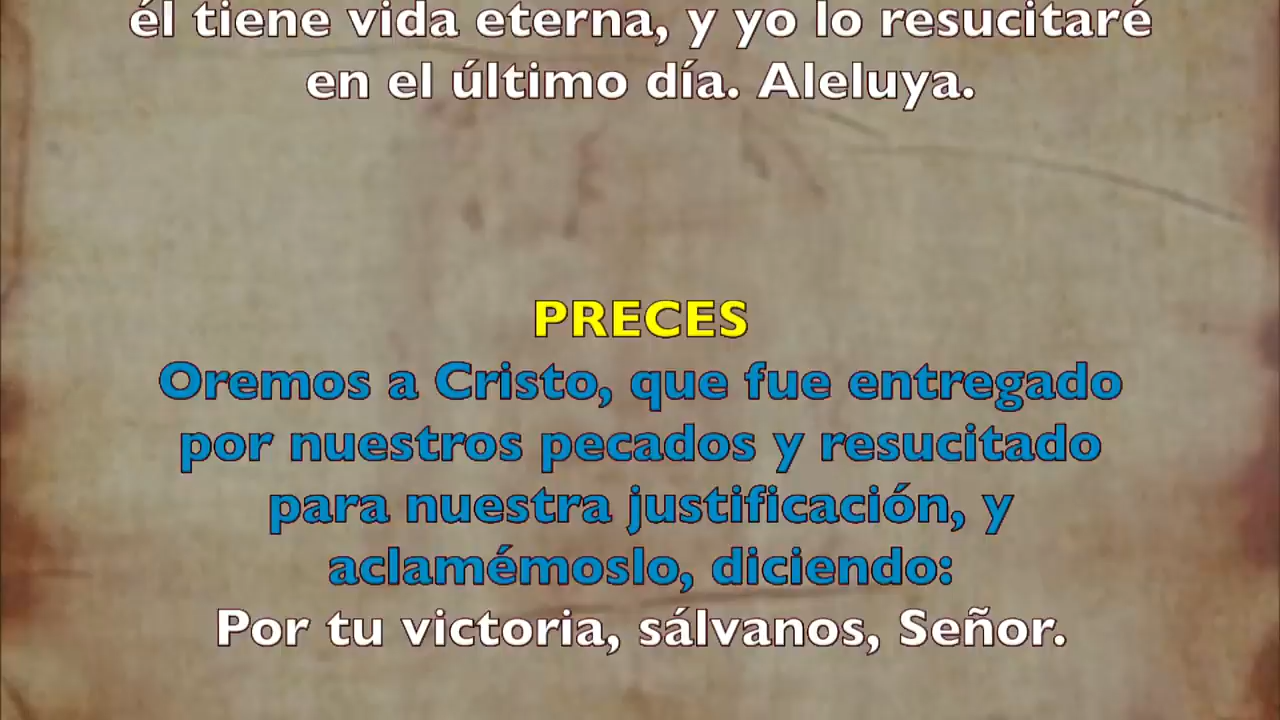 él tiene vida eterna, y yo lo resucitaré
en el último día. Aleluya.
PRECES
Oremos a Cristo, que fue entregado
por nuestros pecados y resucitado
para nuestra justificación, y
aclamémoslo, diciendo:
Por tu victoria, sálvanos, Señor.